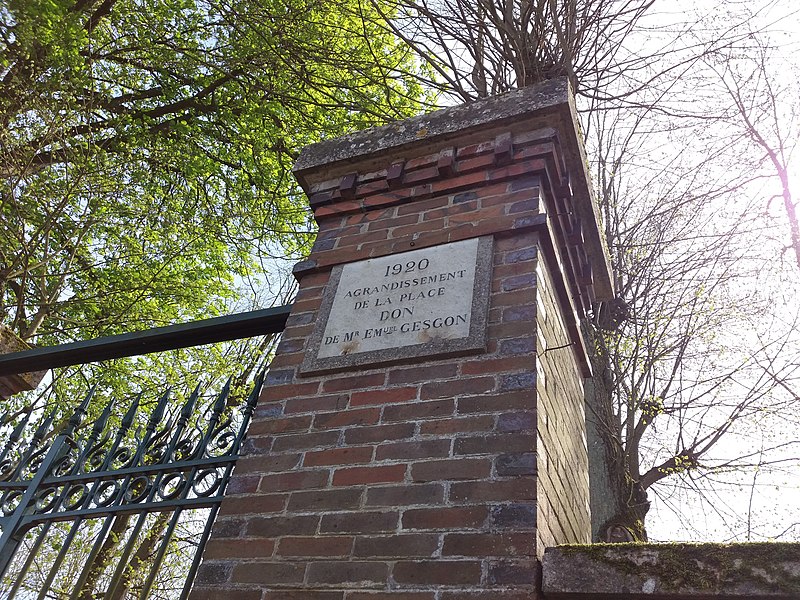 1920
AGRANDISSEMENT
DE LA PLACE
DON
DE MR EMILE GESGON